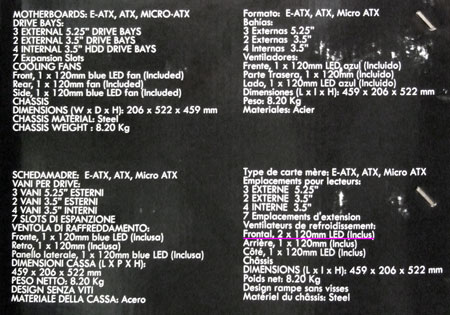 MOTHERBOARDS: E-ATX, ATX, MICRO-ATX
DRIVE BAYS:
3 EXTERNAL 5.25" DRIVE BAYS
2 EXTERNAL 3.5" DRIVE BAYS
4 INTERNAL 3.5" HDD DRIVE BAYS
7 Expansion Slots
COOLING FANS
Front, 1 x 120mm blue LED fan (Included)
Rear, 1 x 120mm fan (Included)
Side, 1 x 120mm blue LED fan (Included)
CHASSIS
DIMENSIONS (W x D x H): 206 x 522 x 459 mm
CHASSIS MATERIAL: Steel
CHASSIS WEIGHT : 8.20 Kg
Formato: E-ATX, ATX, Micro ATX
Bahías:
3 Externas 5.25"
2 Externas 3.5"
4 Internas 3.5"
Ventiladores:
Frente, 1 x 120mm LED azul (Incluido)
Parte Trasera, 1 x 120mm (Incluido)
Lado, 1 x 120mm LED azul (Incluido)
Dimensiones (L x l x H): 459 x 206 x 522 mm
Peso: 8.20 Kg
Materiales: Acier
SCHEDAMADRE: E-ATX, ATX, Micro ATX
VANI PER DRIVE:
3 VANI 5.25" ESTERNI
2 VANI 3.5" ESTERNI
4 VANI 3.5" INTERNI
7 SLOTS DI ESPANZIONE
VENTOLA DI RAFFREDDAMENTO:
Fronte, 1 x 120mm blue LED fan (Inclusa)
Retro, 1 x 120mm (Inclusa)
Panello laterale, 1 x 120mm blue LED fan (Inclusa)
DIMENSIONI CASSA (L X P X H):
459 x 206 x 522 mm
PESO NETTO: 8.20 Kg
DESIGN SENZA VITI
MATERIALE DELLA CASSA: Acero
Type de carte mère: E-ATX, ATX, Micro ATX
Emplacements pour lecteurs:
3 EXTERNE 5.25"
2 EXTERNE 3.5"
4 INTERNE 3.5"
7 Emplacements d'extension
Ventilateurs de refroidissement:
Frontal, 2 x 120mm LED (Inclus)
Arrière, 1 x 120mm (Inclus)
Côté, 1 x 120mm LED (Inclus)
Châssis
DIMENSIONS (L x l x H): 459 x 206 x 522 mm
Poids net: 8.20 Kg
Design rampe sans visses
Matériel du châssis: Steel